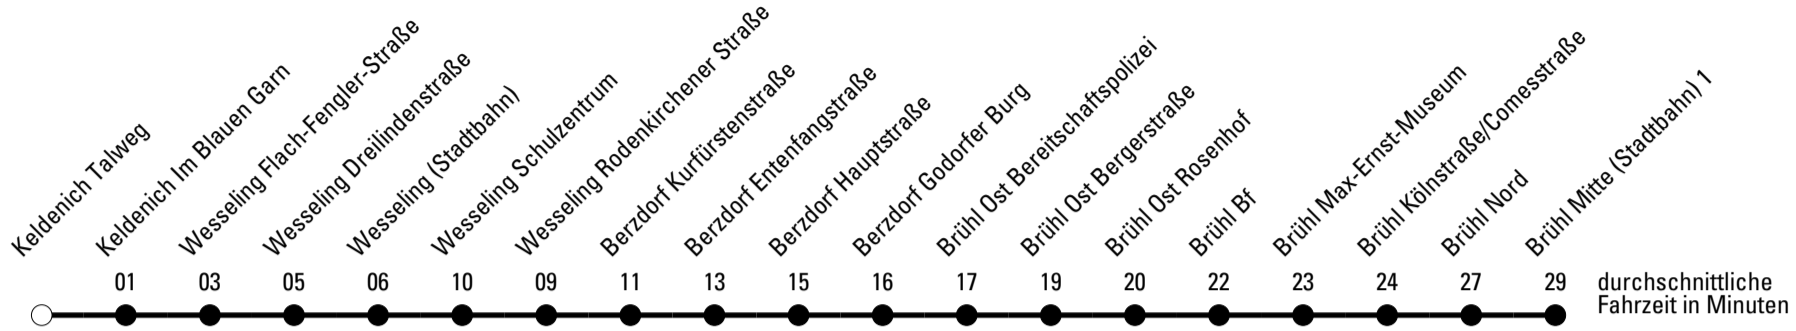 Keldenich Talweg
Keldenich Im Blauen Garn
Wesseling Flach-Fengler-Straße
Wesseling Dreilindenstraße
Wesseling (Stadtbahn)
Wesseling Schulzentrum
Wesseling Rodenkirchener Straße
Berzdorf Kurfürstenstraße
Berzdorf Entenfangstraße
Berzdorf Hauptstraße
Berzdorf Godorfer Burg
Brühl Ost Bereitschaftspolizei
Brühl Ost Bergerstraße
Brühl Ost Rosenhof
Brühl Bf
Brühl Max-Ernst-Museum
Brühl Kölnstraße/Comesstraße
Brühl Nord
Brühl Mitte (Stadtbahn) 1
01 03 05 06 10 09 11 13 15 16 17 19 20 22 23 24 27 29
durchschnittliche
Fahrzeit in Minuten